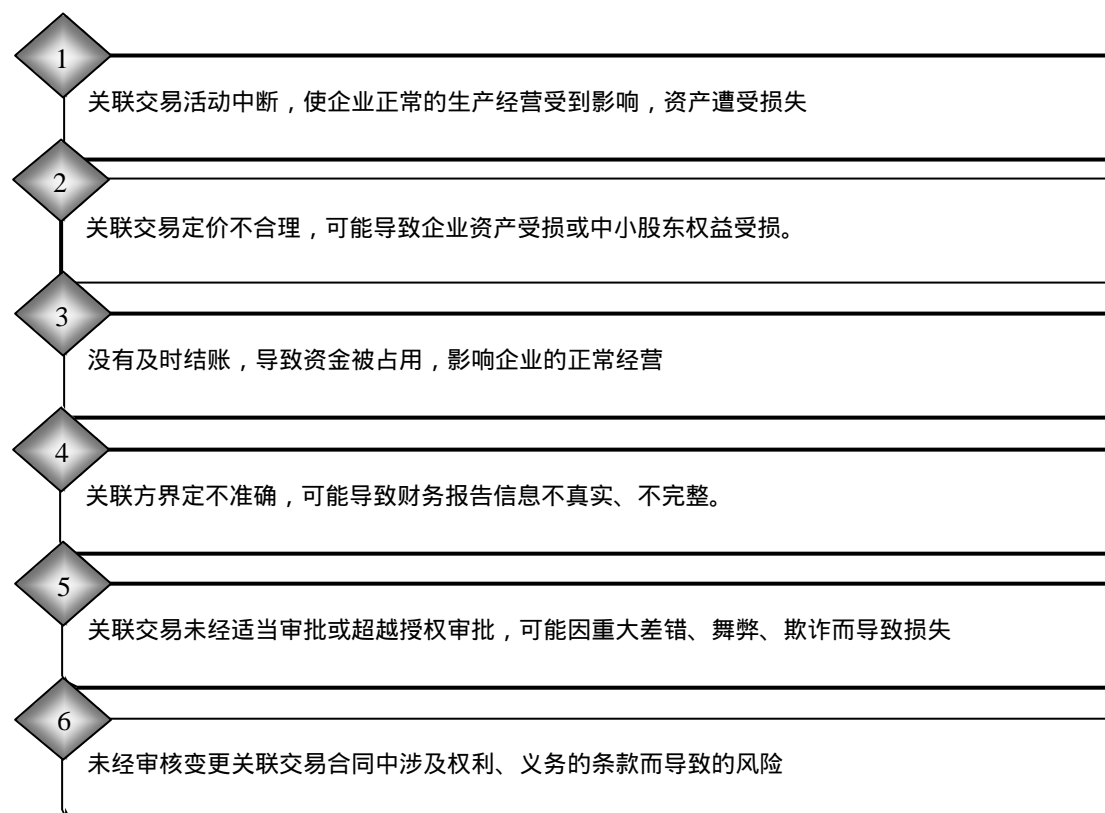 1
关联交易活动中断，使企业正常的生产经营受到影响，资产遭受损失
2
关联交易定价不合理，可能导致企业资产受损或中小股东权益受损。
3
没有及时结账，导致资金被占用，影响企业的正常经营
4
关联方界定不准确，可能导致财务报告信息不真实、不完整。
5
关联交易未经适当审批或超越授权审批，可能因重大差错、舞弊、欺诈而导致损失
6
未经审核变更关联交易合同中涉及权利、义务的条款而导致的风险